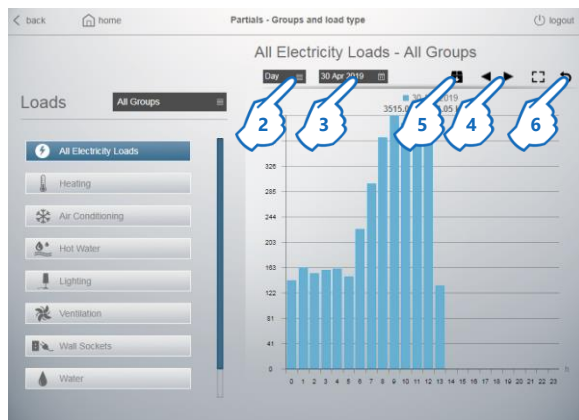 back
home
Partials - Groups and load type
logout
All Electricity Loads - All Groups
Day
30 Apr 2019
Loads
All Groups
2
3
5
4
6
All Electricity Loads
Heating
Air Conditioning
Hot Water
Lighting
Ventilation
Wall Sockets
Water
326
285
244
203
163
122
81
41
0
0 1 2 3 4 5 6 7 8 9 10 11 12 13 14 15 16 17 18 19 20 21 22 23
h